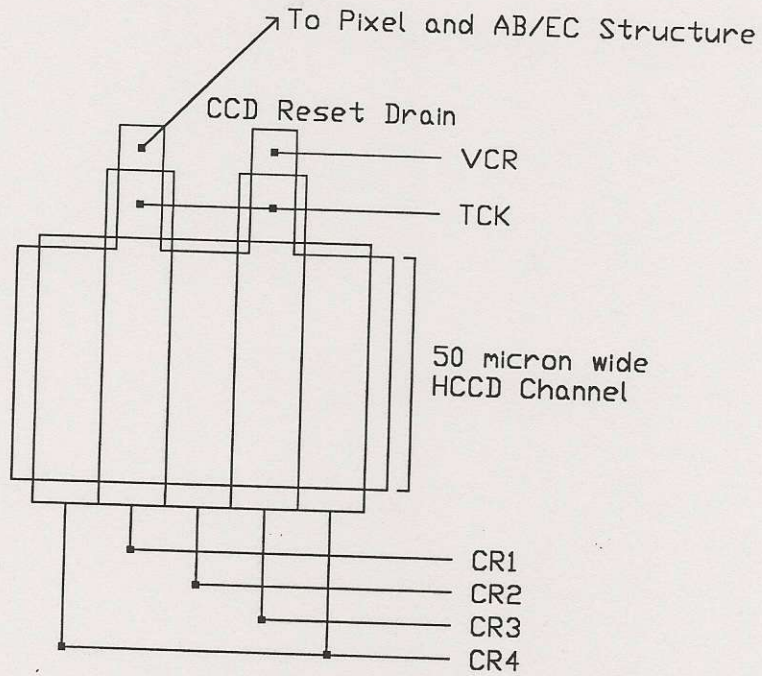 To Pixel and AB/EC Structure
CCD Reset Drain
VCR
TCK
50 micron wide
HCCD Channel
CR1
CR2
CR3
CR4